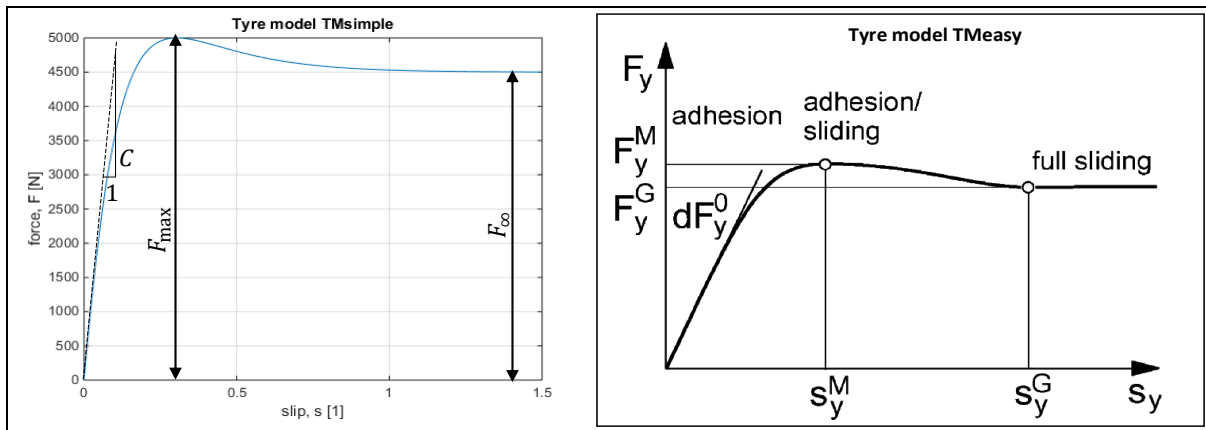 Tyre model TMsimple
5000
4500
4000
3500
3000
2500
2000
1500
1000
500
0
force, F [N]
C
1
F_max
F_∞
0
0.5
1
1.5
slip, s [1]
Tyre model TMeasy
F_y
adhesion
adhesion/
sliding
F_y^M
full sliding
F_y^G
dF_y^0
s_y^M
s_y^G
s_y